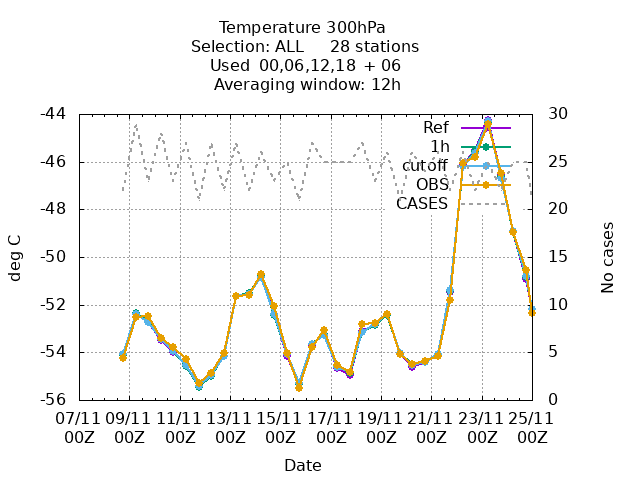 Temperature 300hPa
Selection: ALL     28 stations
Used  00,06,12,18 + 06
Averaging window: 12h
-44
-46
-48
-50
-52
-54
-56
30
25
20
15
10
5
0
Ref
1h
cutoff
OBS
CASES
deg C
No cases
07/11 09/11 11/11 13/11 15/11 17/11 19/11 21/11 23/11 25/11
00Z 00Z 00Z 00Z 00Z 00Z 00Z 00Z 00Z 00Z
Date